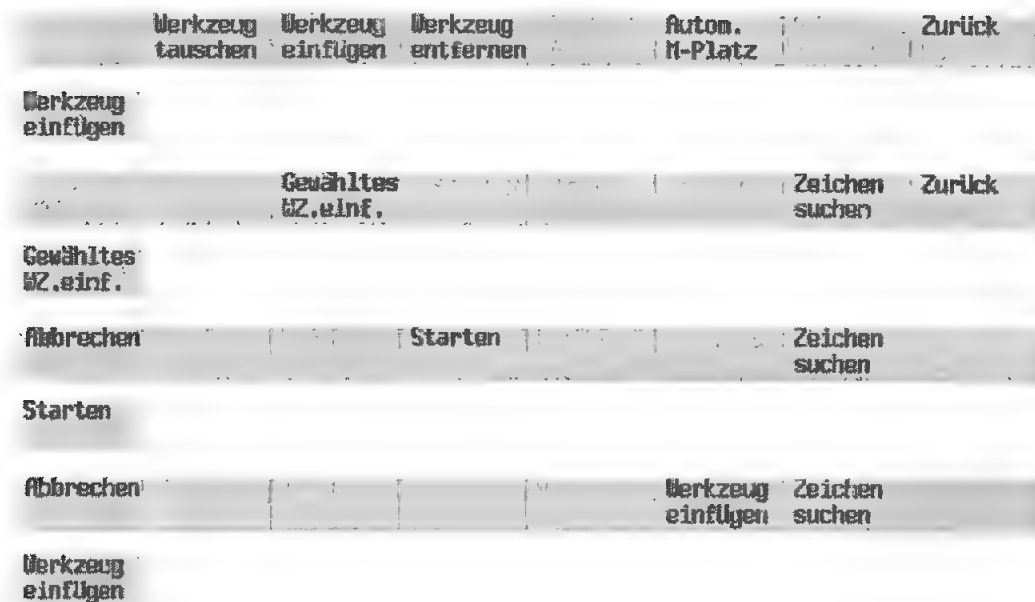 Werkzeug Werkzeug Werkzeug Autom. Zurück
tauschen einfügen entfernen M-Platz
Werkzeug
einfügen
Gewähltes Zeichen Zurück
WZ.einf. suchen
Gewähltes
WZ.einf.
Abbrechen Starten Zeichen
suchen
Starten
Abbrechen Werkzeug Zeichen
einfügen suchen
Werkzeug
einfügen